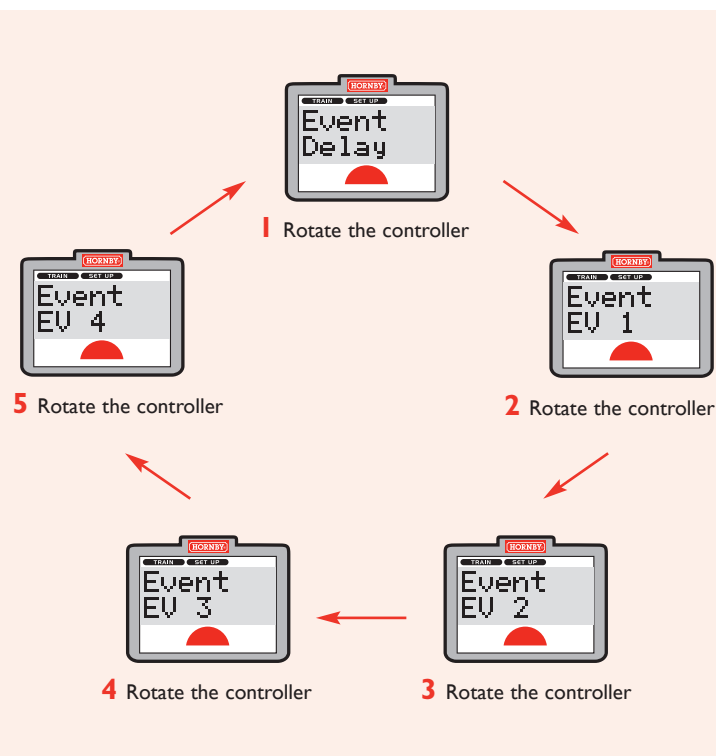 HORNBY
TRAIN SET UP
Event
Delay
1 Rotate the controller
HORNBY
TRAIN SET UP
Event
EV 1
2 Rotate the controller
HORNBY
TRAIN SET UP
Event
EV 2
3 Rotate the controller
HORNBY
TRAIN SET UP
Event
EV 3
4 Rotate the controller
HORNBY
TRAIN SET UP
Event
EV 4
5 Rotate the controller